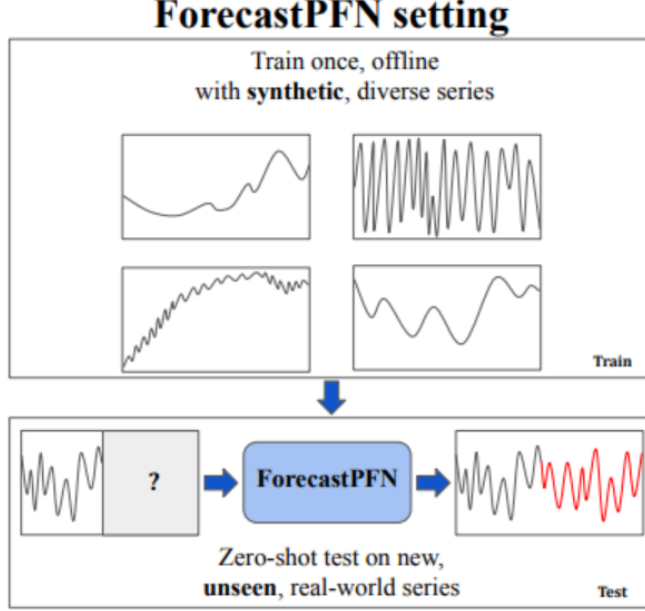 ForecastPFN setting
Train once, offline
with synthetic, diverse series
Train
?
ForecastPFN
Zero-shot test on new,
unseen, real-world series
Test